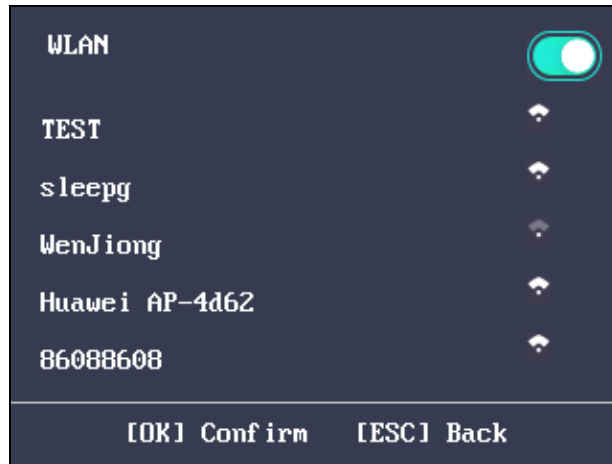 WLAN
TEST
sleepg
WenJiong
Huawei AP-4d62
86088608
[OK] Confirm [ESC] Back